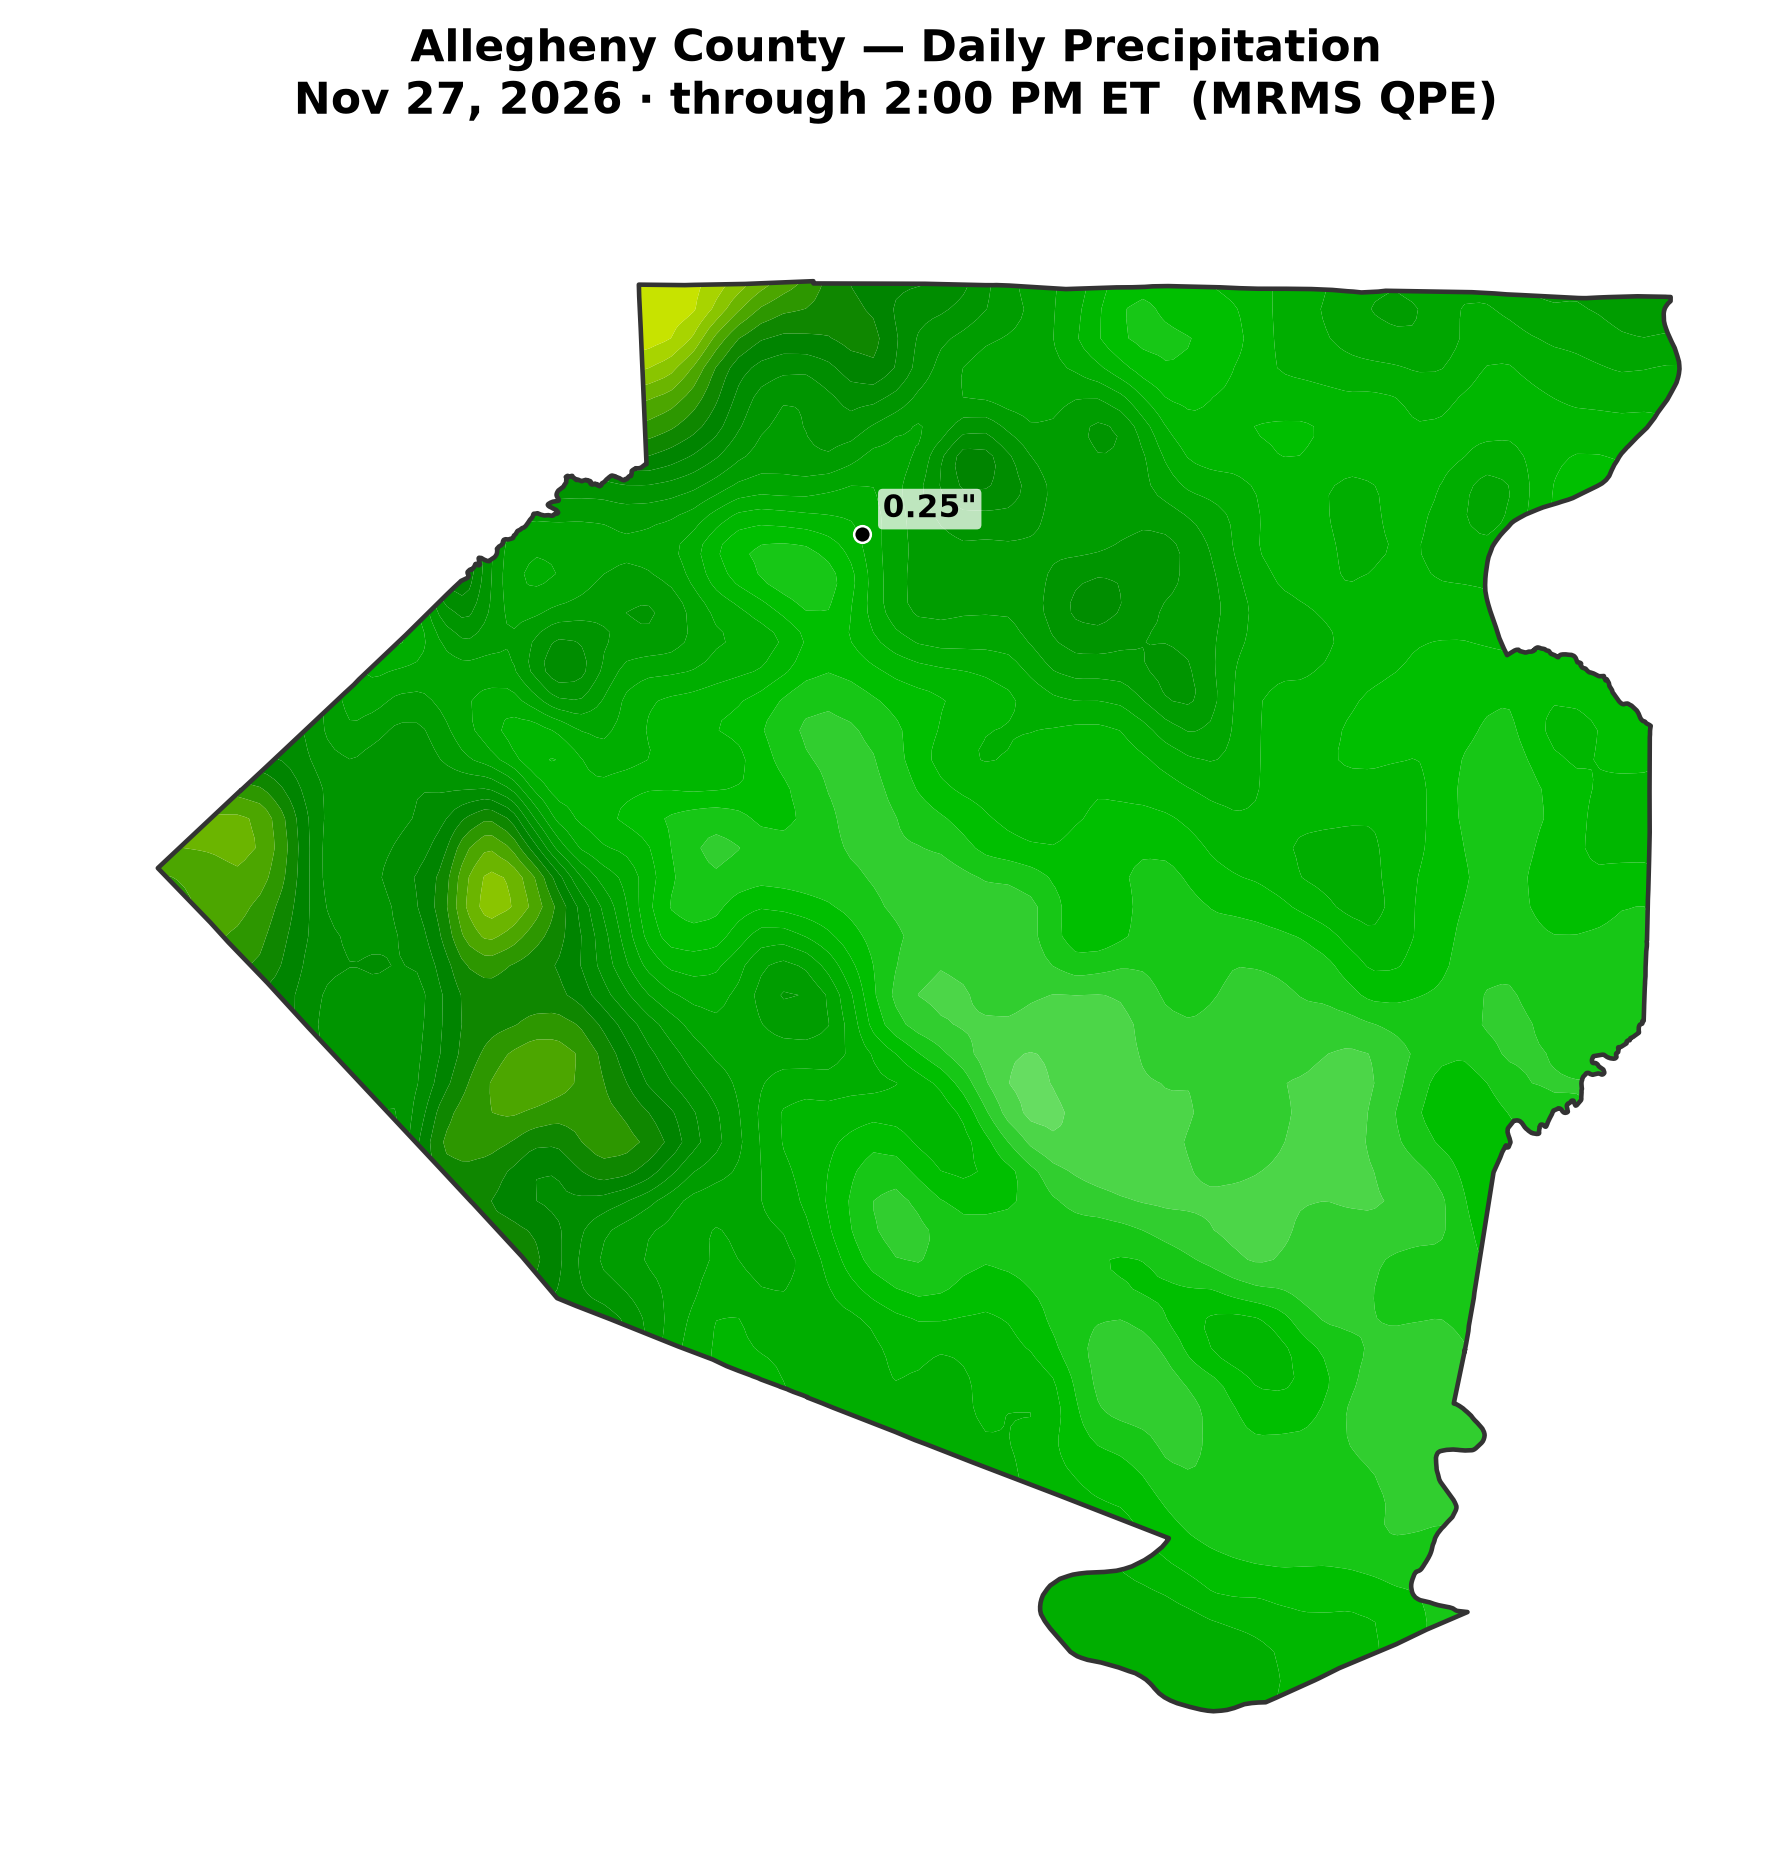 Allegheny County — Daily Precipitation
Nov 27, 2026 · through 2:00 PM ET (MRMS QPE)
0.25"